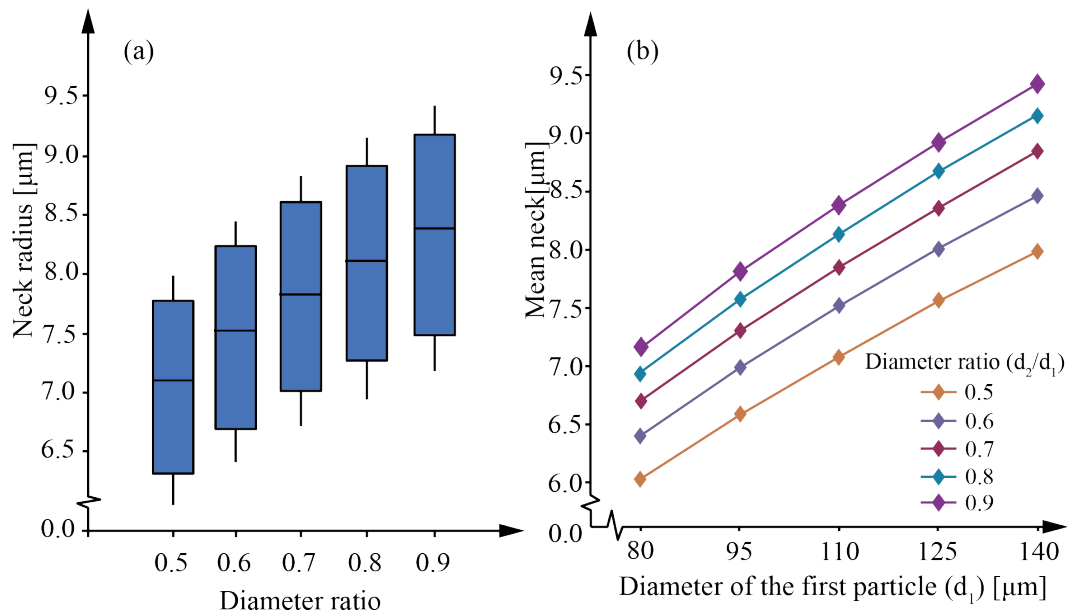 (a)
Neck radius [μm]
9.5
9.0
8.5
8.0
7.5
7.0
6.5
0.0
0.5 0.6 0.7 0.8 0.9
Diameter ratio
(b)
Mean neck[μm]
9.5
9.0
8.5
8.0
7.5
7.0
6.5
6.0
0.0
Diameter ratio (d₂/d₁)
0.5
0.6
0.7
0.8
0.9
80 95 110 125 140
Diameter of the first particle (d₁) [μm]